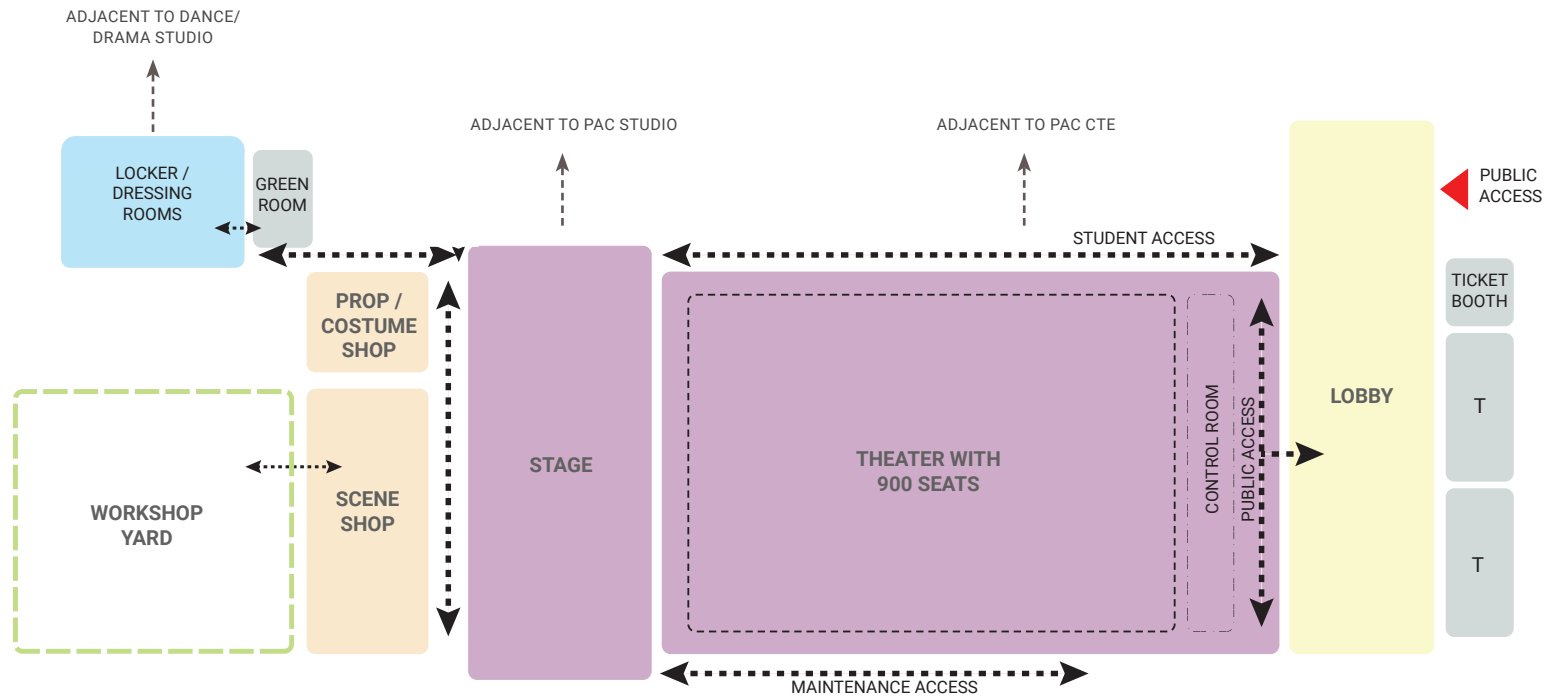 ADJACENT TO DANCE/
DRAMA STUDIO
ADJACENT TO PAC STUDIO
ADJACENT TO PAC CTE
LOCKER /
DRESSING
ROOMS
GREEN
ROOM
PUBLIC
ACCESS
STUDENT ACCESS
TICKET
BOOTH
PROP /
COSTUME
SHOP
LOBBY
T
STAGE
THEATER WITH
900 SEATS
CONTROL ROOM
PUBLIC ACCESS
WORKSHOP
YARD
SCENE
SHOP
T
MAINTENANCE ACCESS